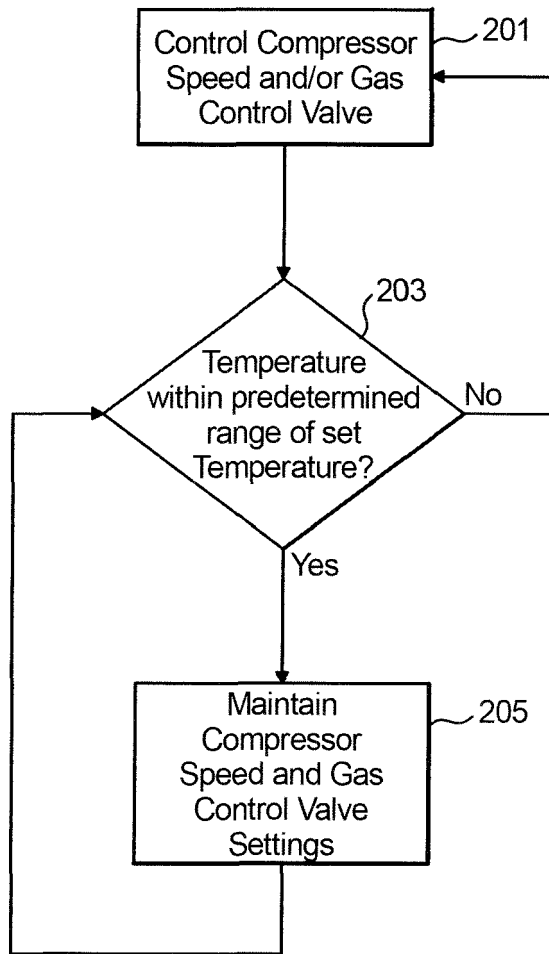 Control Compressor
Speed and/or Gas
Control Valve
201
203
Temperature
within predetermined
range of set
Temperature?
No
Yes
Maintain
Compressor
Speed and Gas
Control Valve
Settings
205